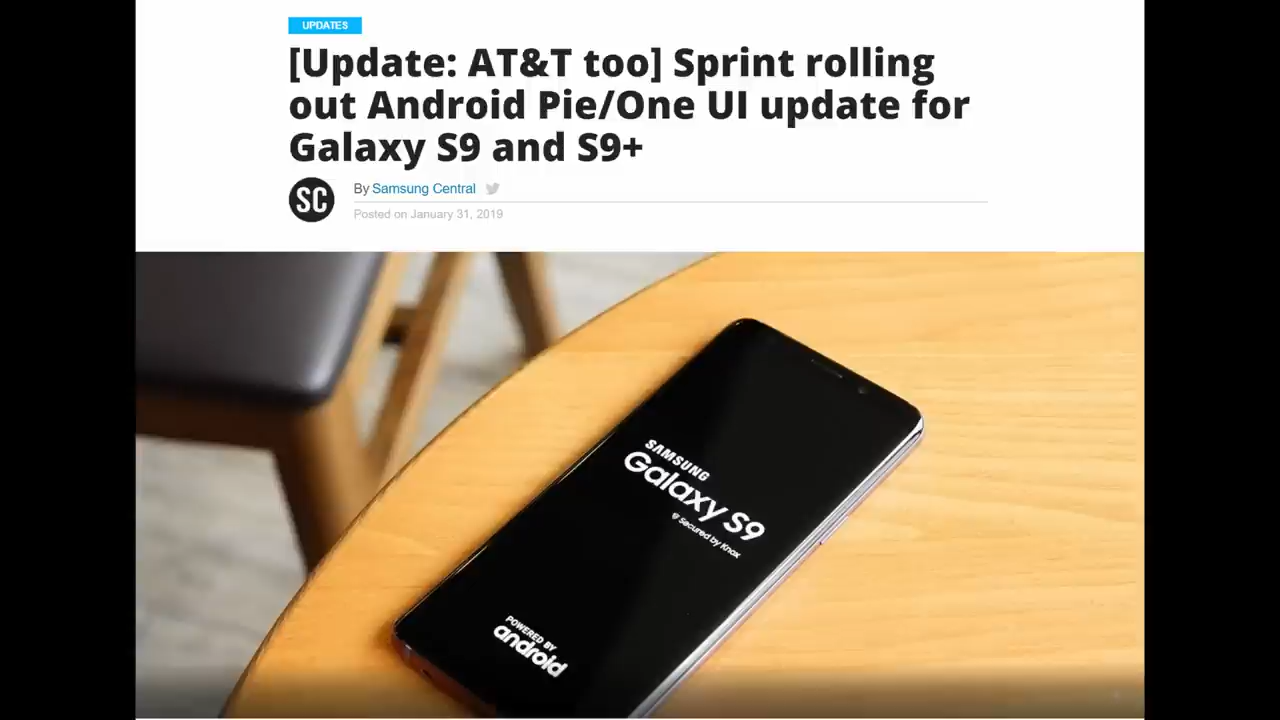 UPDATES
[Update: AT&T too] Sprint rolling
out Android Pie/One UI update for
Galaxy S9 and S9+
SC
By Samsung Central
Posted on January 31, 2019
SAMSUNG
Galaxy S9
Secured by Knox
POWERED BY
android